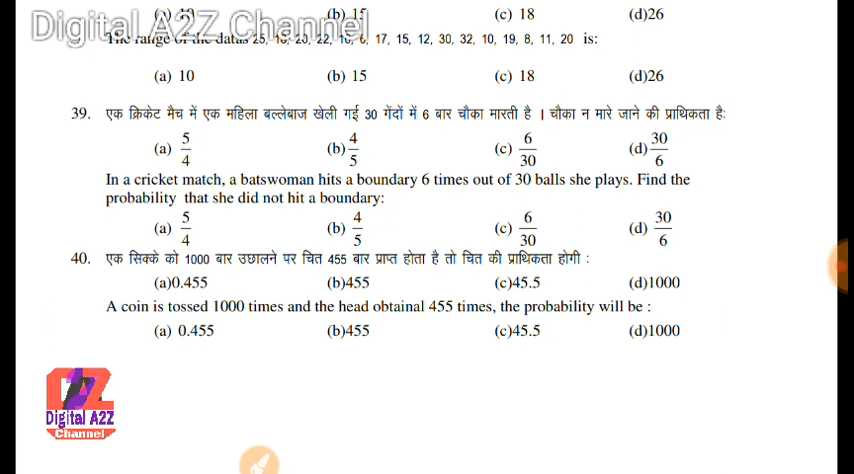 (a) 10 (b) 15 (c) 18 (d)26
Digital A2Z Channel
The range of the datas 25, 18, 20, 22, 16, 6, 17, 15, 12, 30, 32, 10, 19, 8, 11, 20 is:
(a) 10 (b) 15 (c) 18 (d)26
39. एक क्रिकेट मैच में एक महिला बल्लेबाज खेली गई 30 गेंदों में 6 बार चौका मारती है । चौका न मारे जाने की प्राथिकता है:
(a) 5/4 (b) 4/5 (c) 6/30 (d) 30/6
In a cricket match, a batswoman hits a boundary 6 times out of 30 balls she plays. Find the
probability that she did not hit a boundary:
(a) 5/4 (b) 4/5 (c) 6/30 (d) 30/6
40. एक सिक्के को 1000 बार उछालने पर चित 455 बार प्राप्त होता है तो चित की प्राथिकता होगी :
(a)0.455 (b)455 (c)45.5 (d)1000
A coin is tossed 1000 times and the head obtainal 455 times, the probability will be :
(a) 0.455 (b)455 (c)45.5 (d)1000
Digital A2Z
Channel